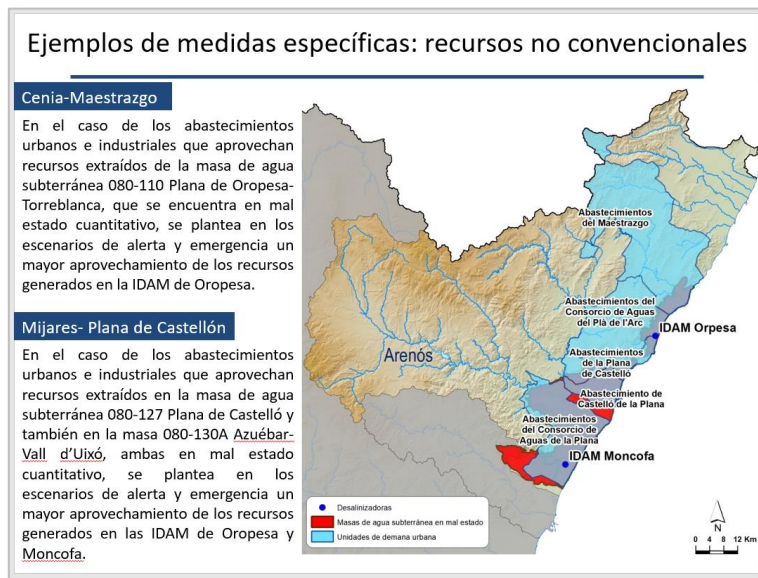 Ejemplos de medidas específicas: recursos no convencionales
Cenia-Maestrazgo
En el caso de los abastecimientos
urbanos e industriales que aprovechan
recursos extraídos de la masa de agua
subterránea 080-110 Plana de Oropesa-
Torreblanca, que se encuentra en mal
estado cuantitativo, se plantea en los
escenarios de alerta y emergencia un
mayor aprovechamiento de los recursos
generados en la IDAM de Oropesa.
Mijares- Plana de Castellón
En el caso de los abastecimientos
urbanos e industriales que aprovechan
recursos extraídos en la masa de agua
subterránea 080-127 Plana de Castelló y
también en la masa 080-130A Azuébar-
Vall d'Uixó, ambas en mal estado
cuantitativo, se plantea en los
escenarios de alerta y emergencia un
mayor aprovechamiento de los recursos
generados en las IDAM de Oropesa y
Moncofa.
Abastecimientos
del Maestrazgo
Abastecimientos del
Consorcio de Aguas
del Plà de l'Arc
IDAM Orpesa
Arenós
Abastecimientos
de la Plana
de Castelló
Abastecimiento de
Castelló de la Plana
Abastecimientos
del Consorcio de
Aguas de la Plana
IDAM Moncofa
Desalinizadoras
Masas de agua subterránea en mal estado
Unidades de demana urbana
N
0 4 8 12 Km